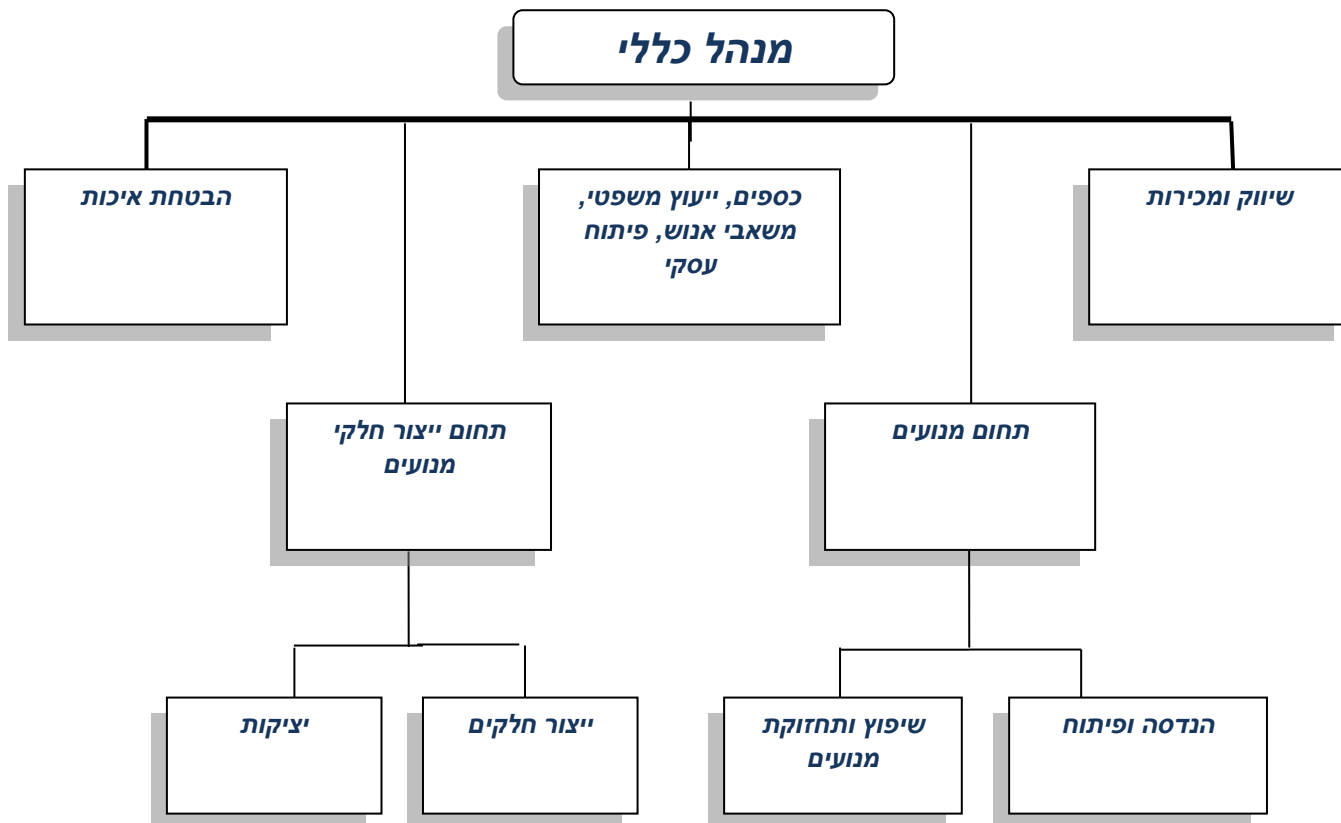 מנהל כללי
שיווק ומכירות
כספים, ייעוץ משפטי,
משאבי אנוש, פיתוח
עסקי
הבטחת איכות
תחום מנועים
תחום ייצור חלקי
מנועים
הנדסה ופיתוח
שיפוץ ותחזוקת
מנועים
ייצור חלקים
יציקות